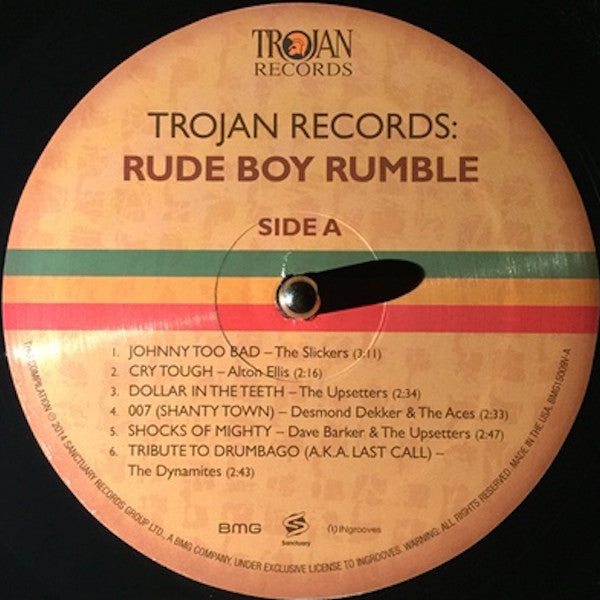 TROJAN
RECORDS
TROJAN RECORDS:
RUDE BOY RUMBLE
SIDE A
1. JOHNNY TOO BAD – The Slickers (3:11)
2. CRY TOUGH – Alton Ellis (2:16)
3. DOLLAR IN THE TEETH – The Upsetters (2:34)
4. 007 (SHANTY TOWN) – Desmond Dekker & The Aces (2:33)
5. SHOCKS OF MIGHTY – Dave Barker & The Upsetters (2:47)
6. TRIBUTE TO DRUMBAGO (A.K.A. LAST CALL) –
The Dynamites (2:43)
BMG
Sanctuary
INgrooves
This COMPILATION ℗ 2014 SANCTUARY RECORDS GROUP LTD., A BMG COMPANY, UNDER EXCLUSIVE LICENSE TO INGROOVES. WARNING: ALL RIGHTS RESERVED. MADE IN THE USA. BMG15009V-A